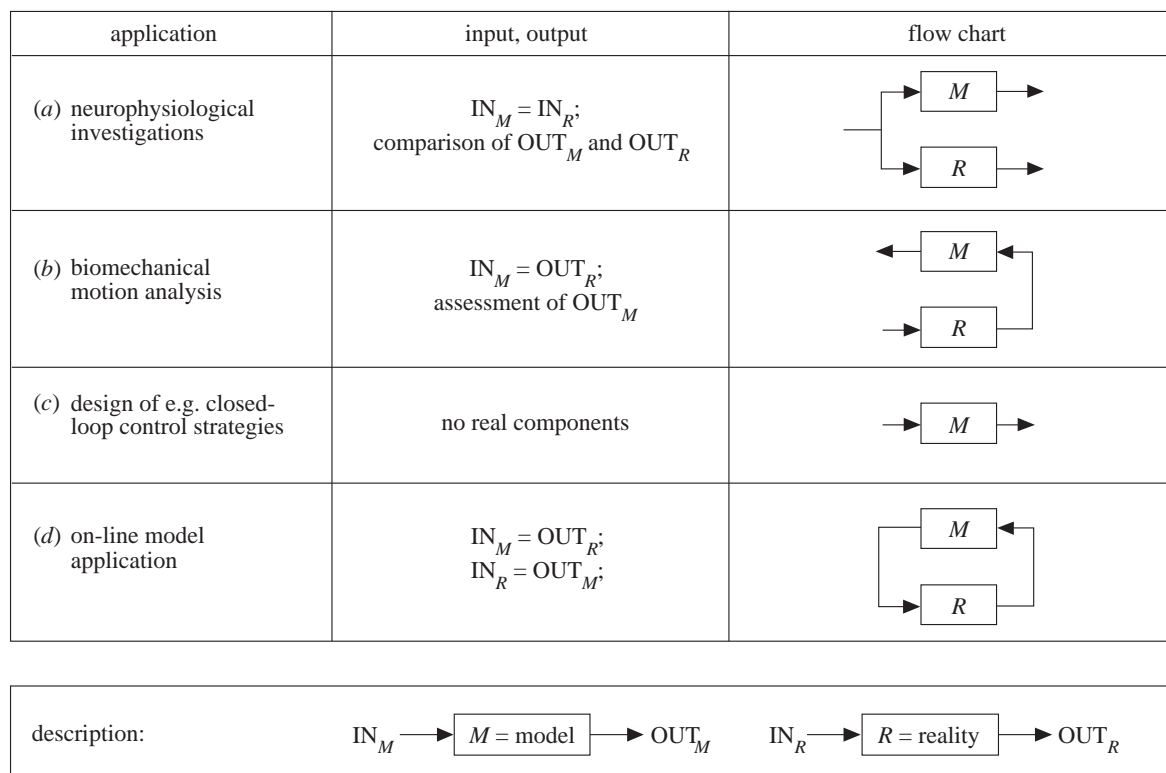 application input, output flow chart
(a) neurophysiological
investigations
IN_M = IN_R;
comparison of OUT_M and OUT_R
M
R
(b) biomechanical
motion analysis
IN_M = OUT_R;
assessment of OUT_M
M
R
(c) design of e.g. closed-
loop control strategies
no real components
M
(d) on-line model
application
IN_M = OUT_R;
IN_R = OUT_M;
M
R
description: IN_M M = model OUT_M IN_R R = reality OUT_R